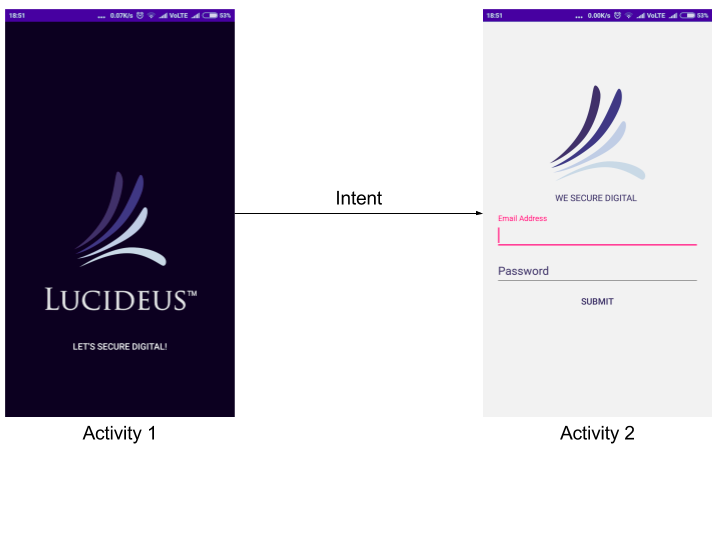 18:51 ... 0.07K/s VoLTE 53%
LUCIDEUS™
LET'S SECURE DIGITAL!
Activity 1
Intent
18:51 ... 0.00K/s VoLTE 53%
WE SECURE DIGITAL
Email Address
Password
SUBMIT
Activity 2